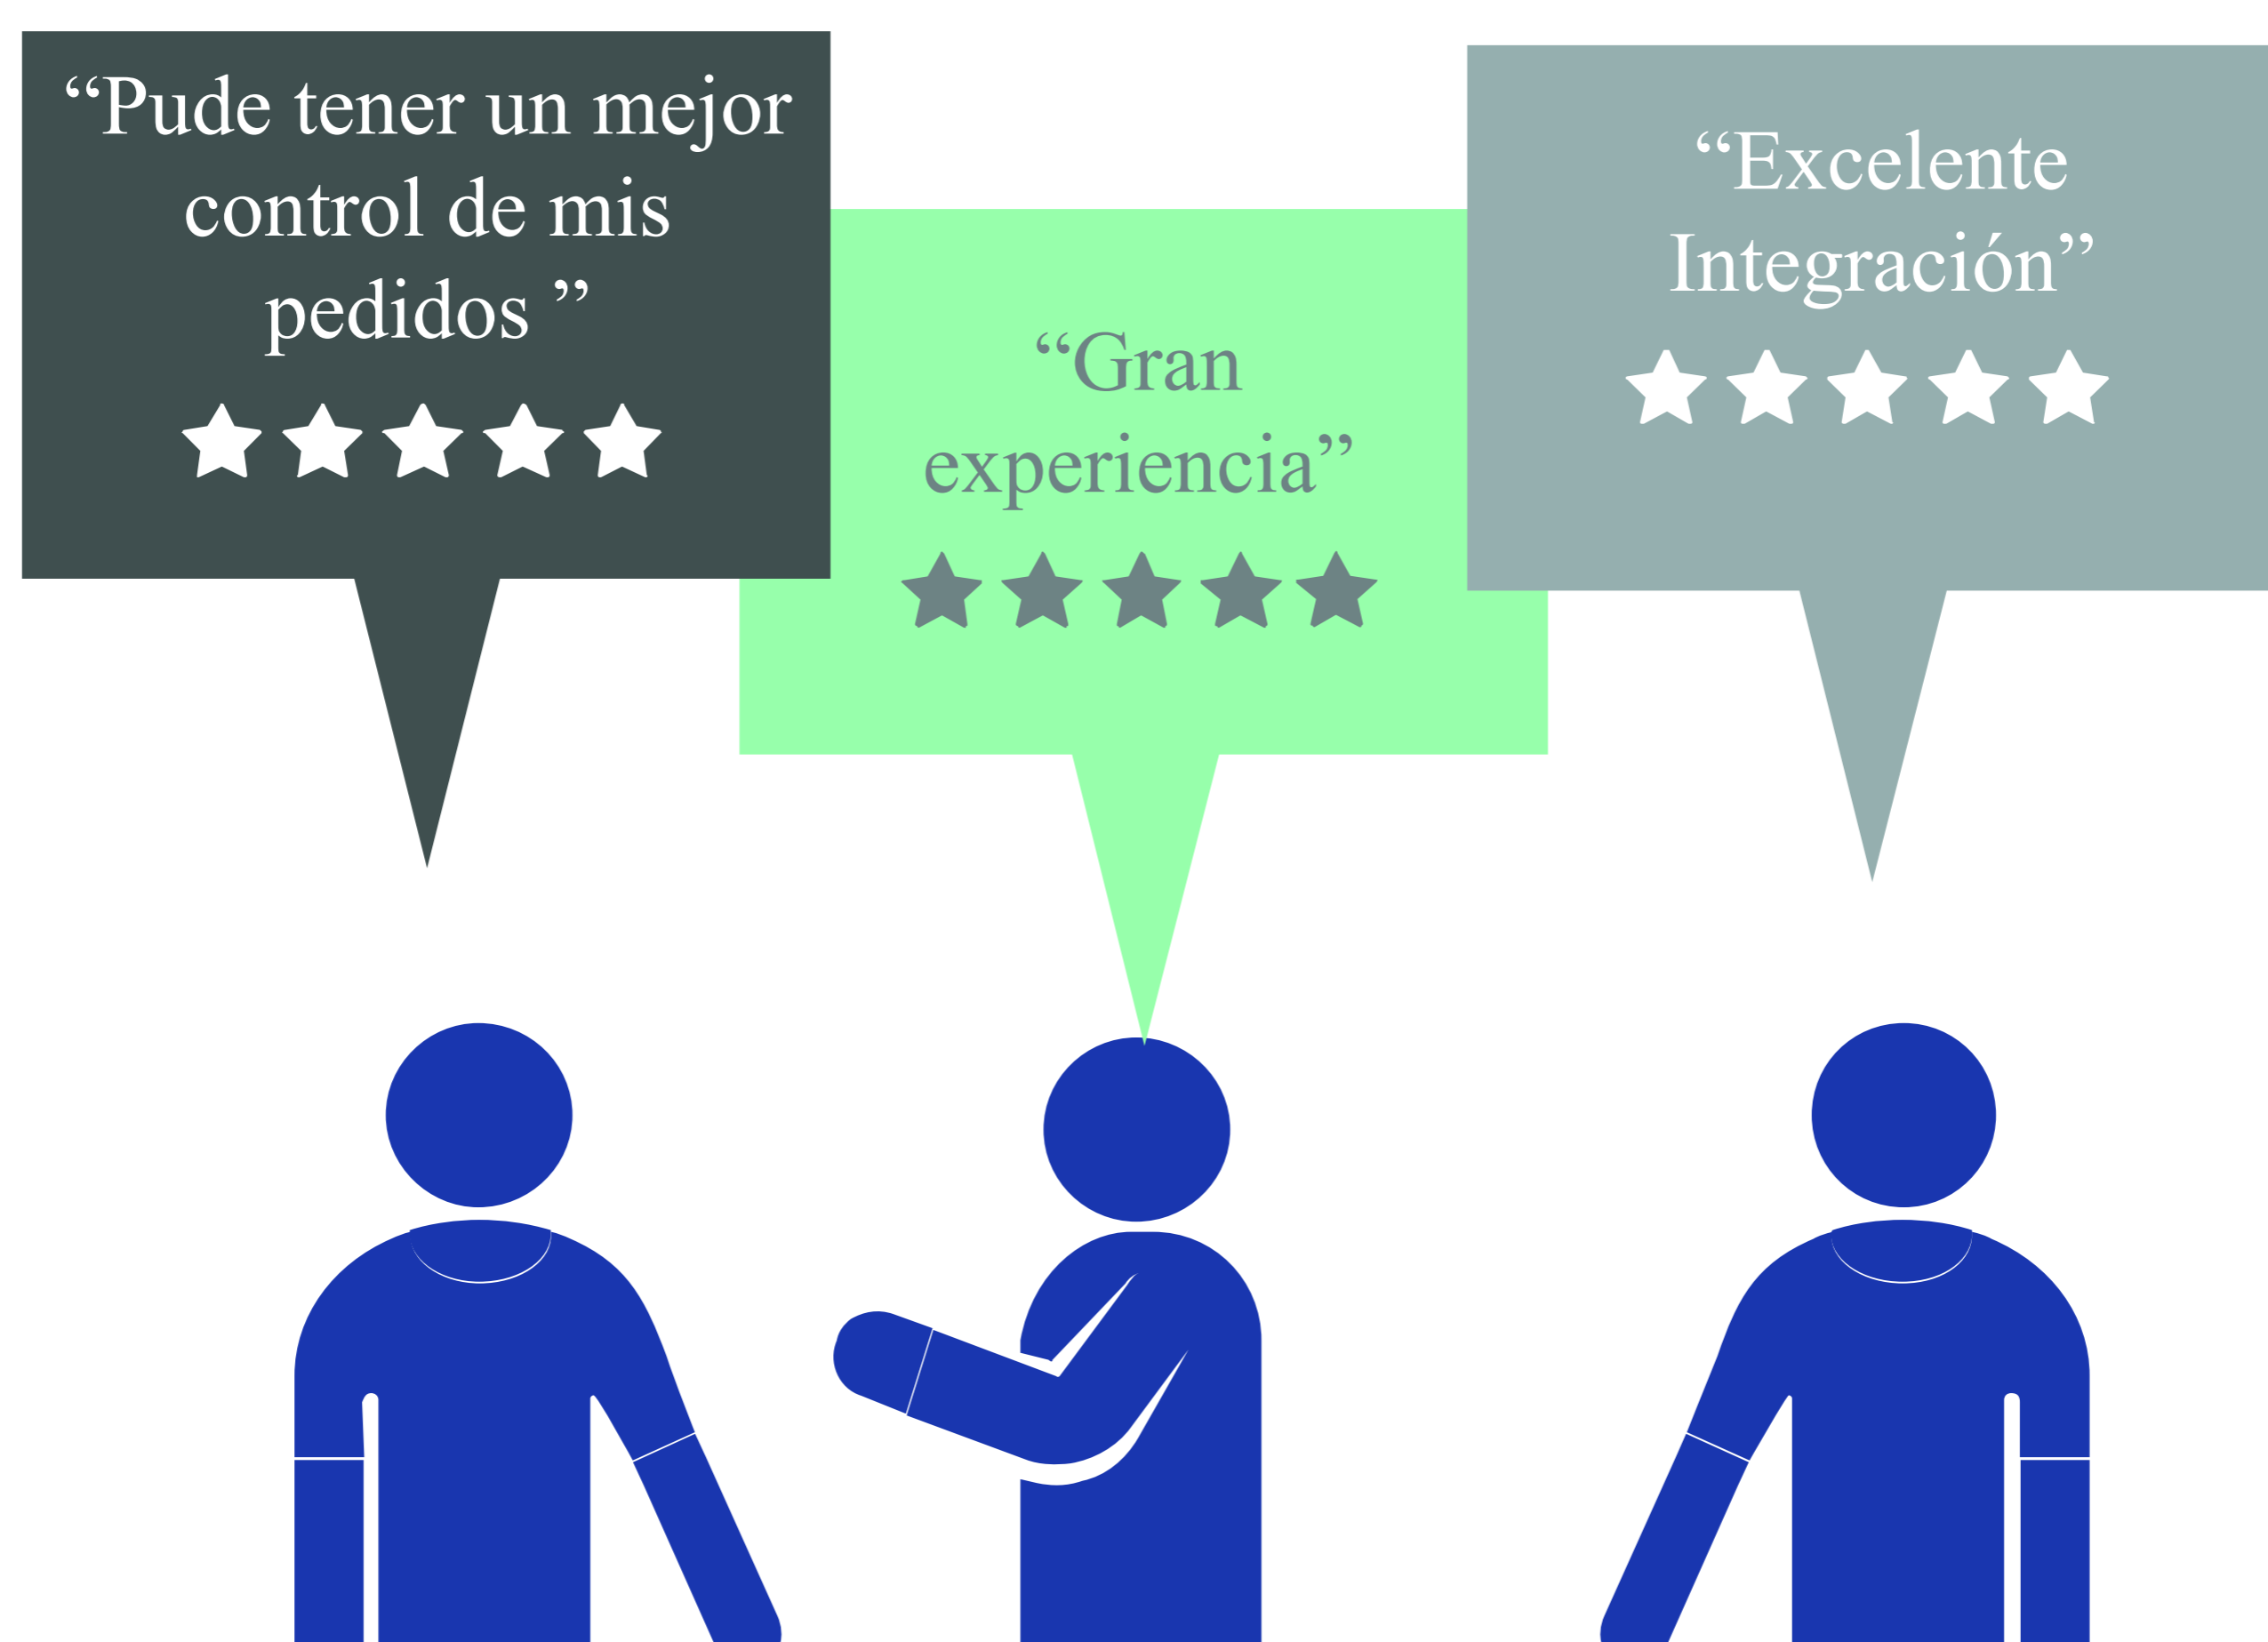 “Pude tener un mejor
control de mis
pedidos ”
“Gran
experiencia”
“Excelente
Integración”